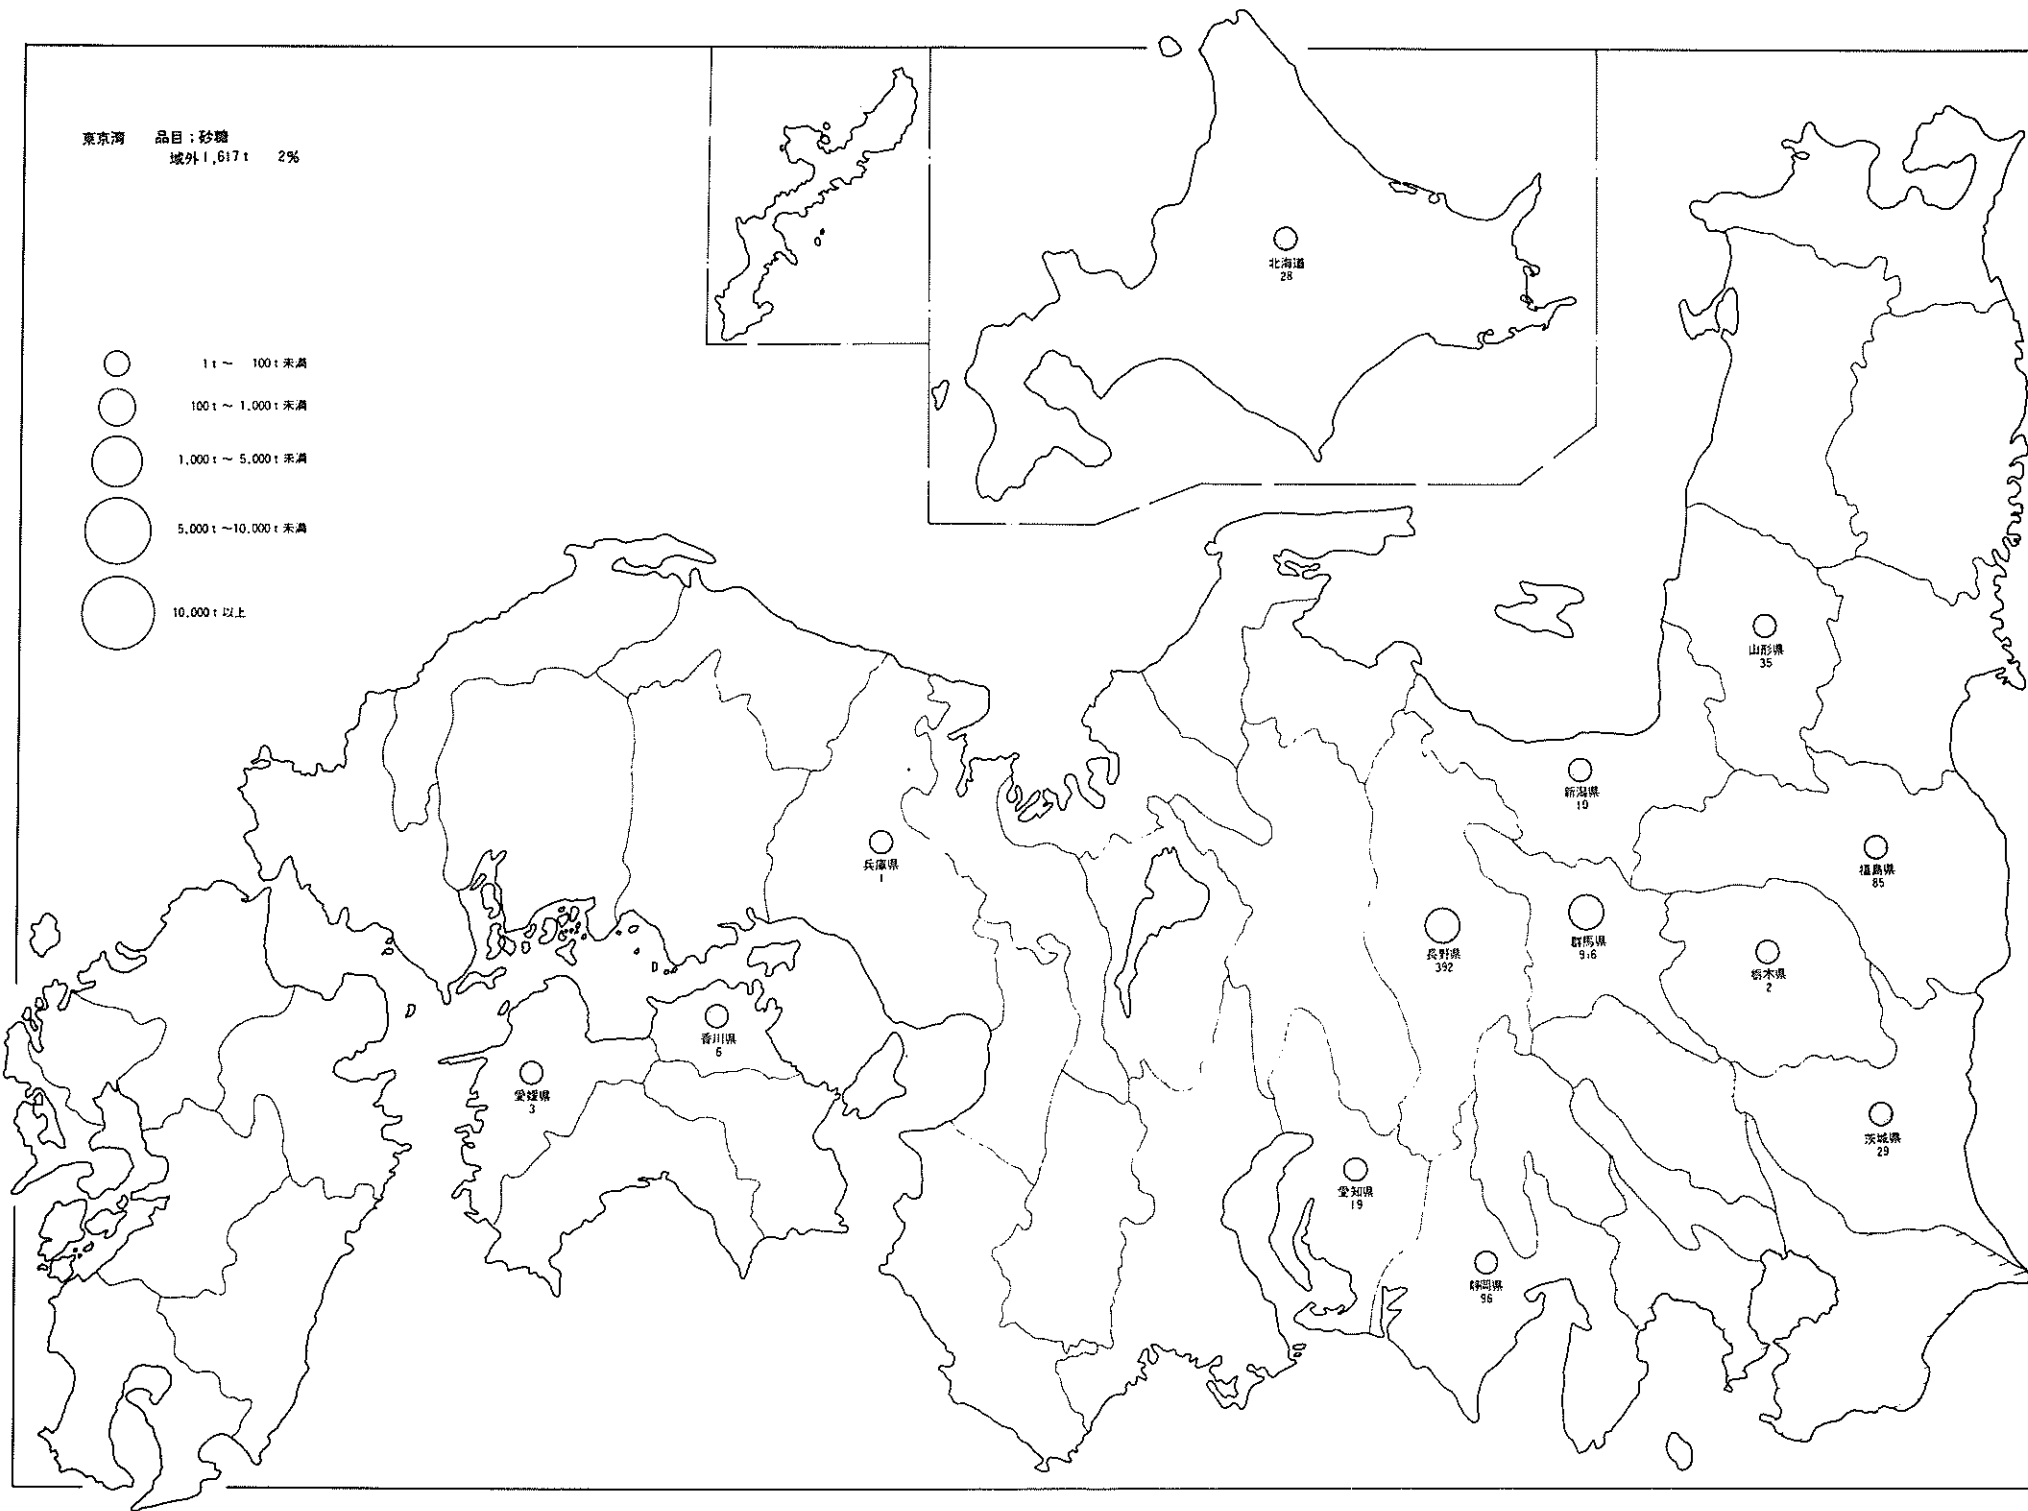 東京湾 品目；砂糖
域外1,617t 2%
1t～ 100t未満
100t～1,000t未満
1,000t～5,000t未満
5,000t～10,000t未満
10,000t以上
北海道
28
山形県
35
新潟県
福島県
85
兵庫県
1
長野県
392
群馬県
栃木県
2
香川県
6
愛媛県
3
茨城県
29
愛知県
19
静岡県
96